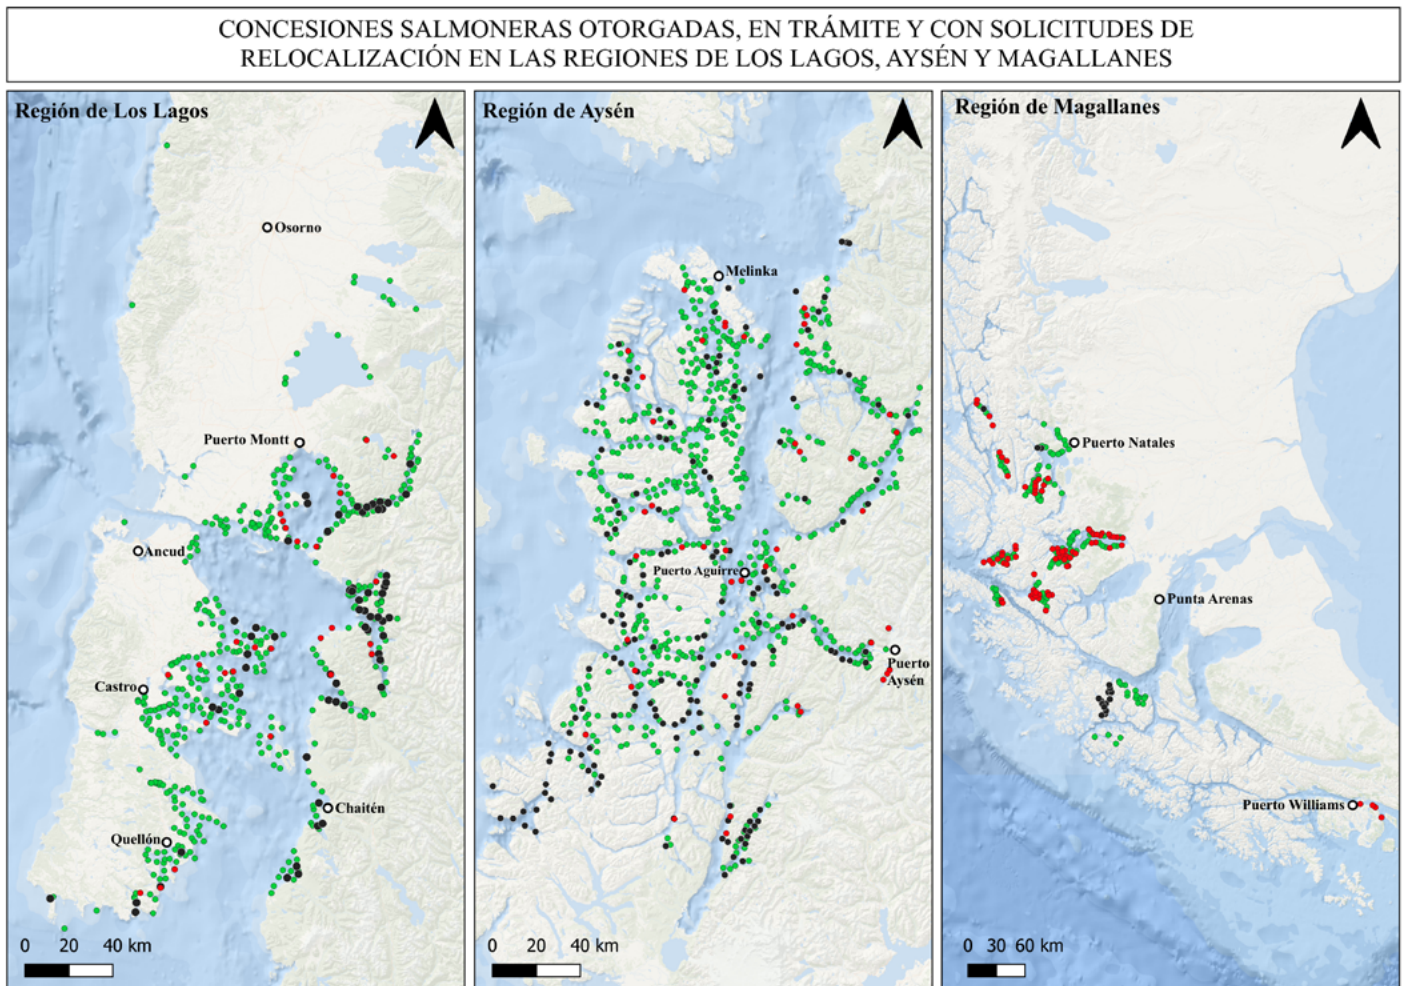 CONCESIONES SALMONERAS OTORGADAS, EN TRÁMITE Y CON SOLICITUDES DE
RELOCALIZACIÓN EN LAS REGIONES DE LOS LAGOS, AYSÉN Y MAGALLANES
Región de Los Lagos
Osorno
Puerto Montt
Ancud
Castro
Chaitén
Quellón
0 20 40 km
Región de Aysén
Melinka
Puerto Aguirre
Puerto
Aysén
0 20 40 km
Región de Magallanes
Puerto Natales
Punta Arenas
Puerto Williams
0 30 60 km